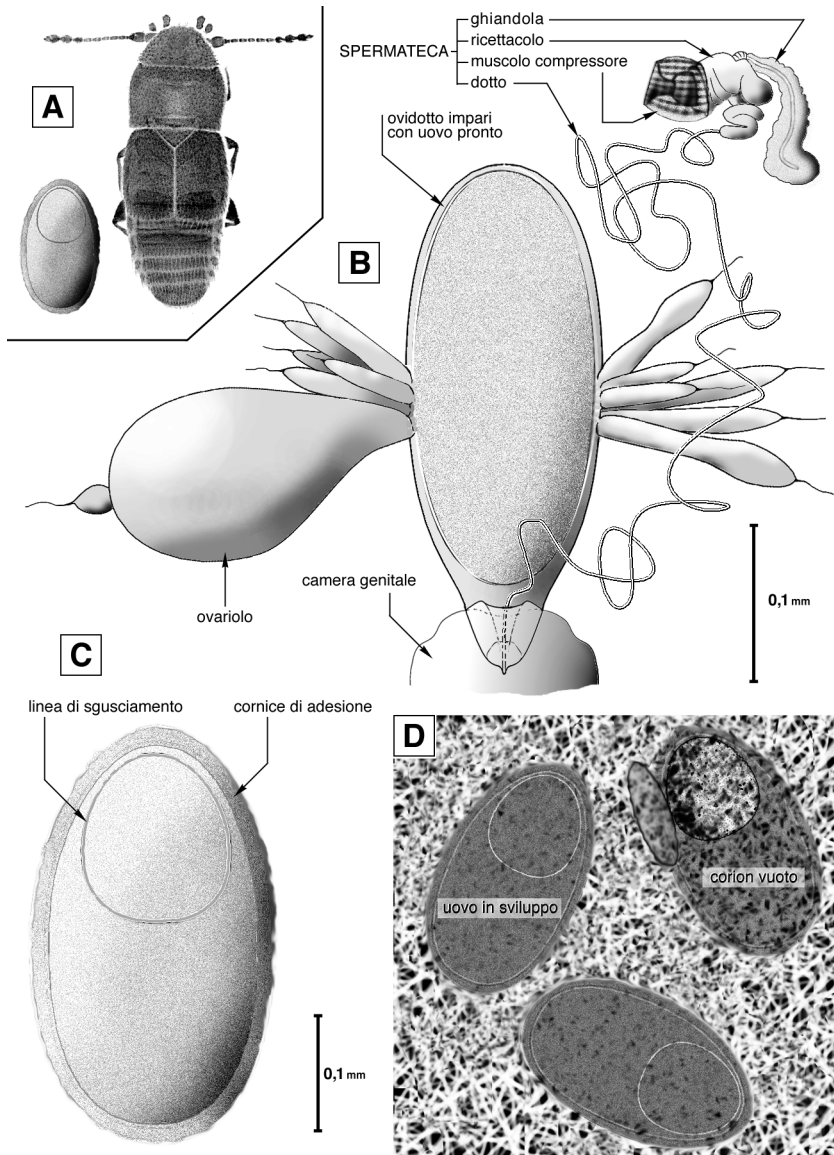 A
SPERMATECA
ghiandola
ricettacolo
muscolo compressore
dotto
ovidotto impari
con uovo pronto
B
ovariolo
camera genitale
0,1 mm
C
linea di sgusciamento
cornice di adesione
0,1 mm
D
uovo in sviluppo
corion vuoto